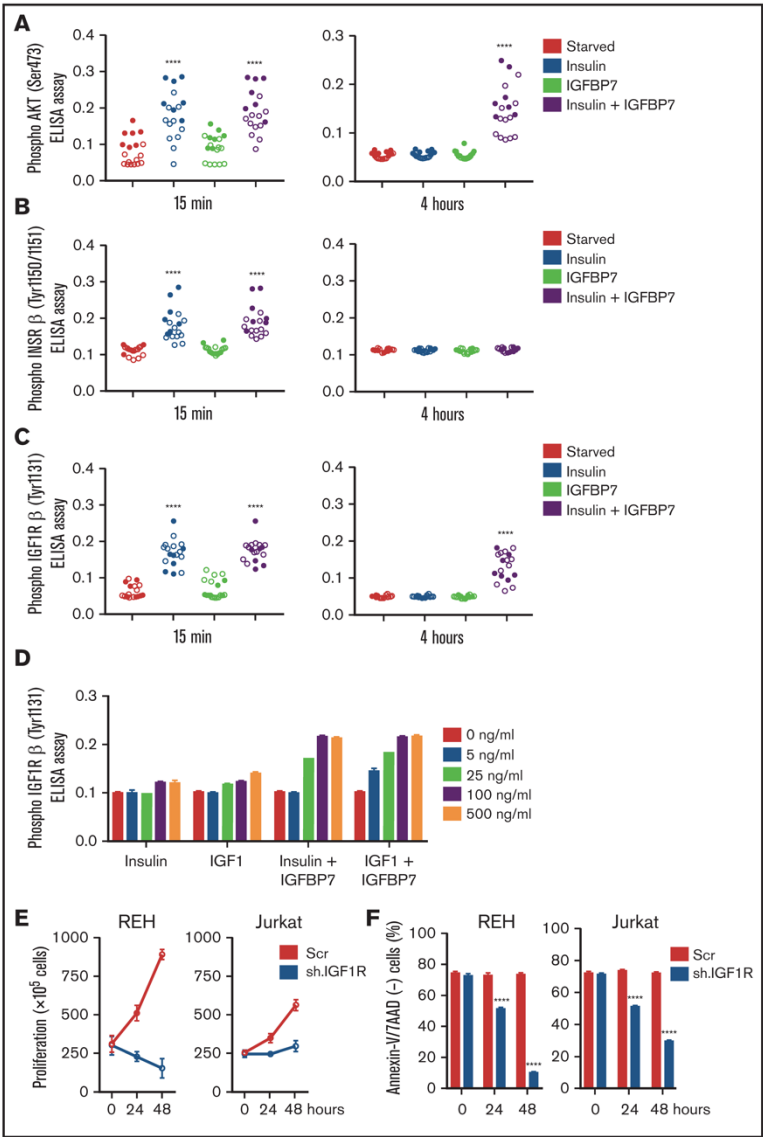 A
Phospho AKT (Ser473)
ELISA assay
0.4
0.3
0.2
0.1
0.0
****
****
15 min
0.3
0.2
0.1
0.0
****
4 hours
Starved
Insulin
IGFBP7
Insulin + IGFBP7
B
Phospho INSR β (Tyr1150/1151)
ELISA assay
0.4
0.3
0.2
0.1
0.0
****
****
15 min
0.4
0.3
0.2
0.1
0.0
4 hours
Starved
Insulin
IGFBP7
Insulin + IGFBP7
C
Phospho IGF1R β (Tyr1131)
ELISA assay
0.4
0.3
0.2
0.1
0.0
****
****
15 min
0.4
0.3
0.2
0.1
0.0
****
4 hours
Starved
Insulin
IGFBP7
Insulin + IGFBP7
D
Phospho IGF1R β (Tyr1131)
ELISA assay
0.3
0.2
0.1
0.0
Insulin
IGF1
Insulin +
IGFBP7
IGF1 +
IGFBP7
0 ng/ml
5 ng/ml
25 ng/ml
100 ng/ml
500 ng/ml
E
REH
Proliferation (×10⁵ cells)
1000
750
500
250
0
0 24 48
Jurkat
1000
750
500
250
0
0 24 48 hours
Scr
sh.IGF1R
F
REH
Annexin-V/7AAD (–) cells (%)
100
75
50
25
0
****
****
0 24 48
Jurkat
100
80
60
40
20
0
****
****
0 24 48 hours
Scr
sh.IGF1R